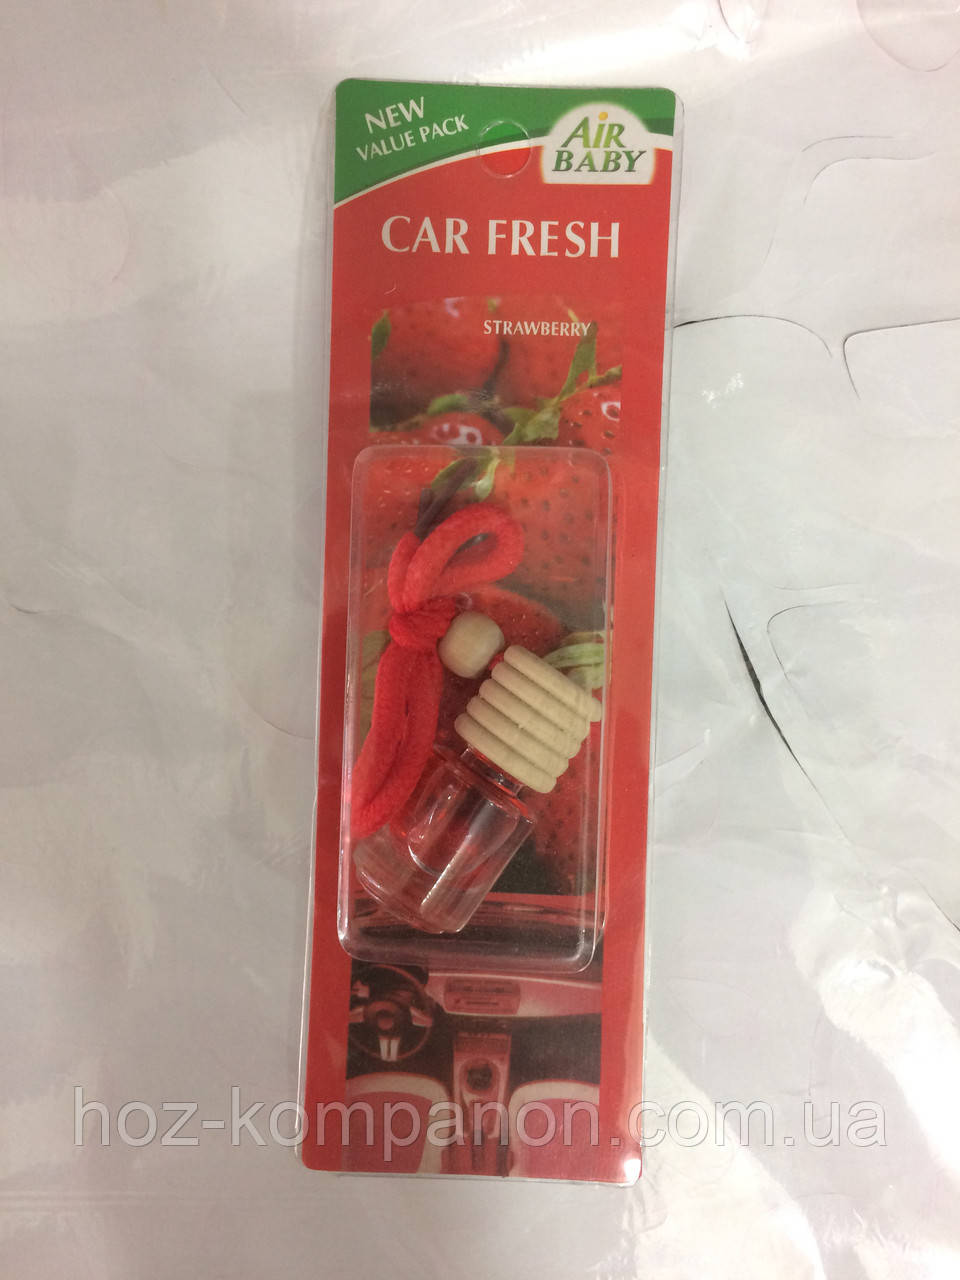 NEW
VALUE PACK
AiR
BABY
CAR FRESH
STRAWBERRY
hoz-kompanon.com.ua